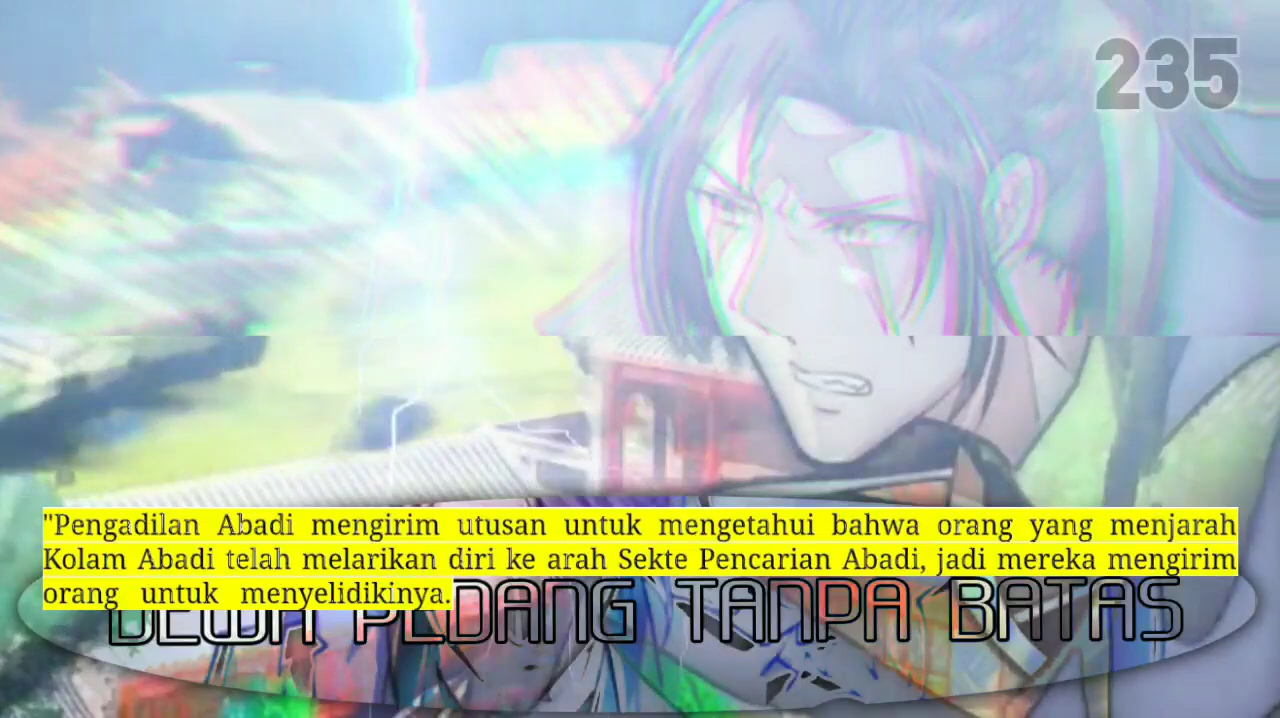 235
"Pengadilan Abadi mengirim utusan untuk mengetahui bahwa orang yang menjarah
Kolam Abadi telah melarikan diri ke arah Sekte Pencarian Abadi, jadi mereka mengirim
orang untuk menyelidikinya.
DEWA PEDANG TANPA BATAS